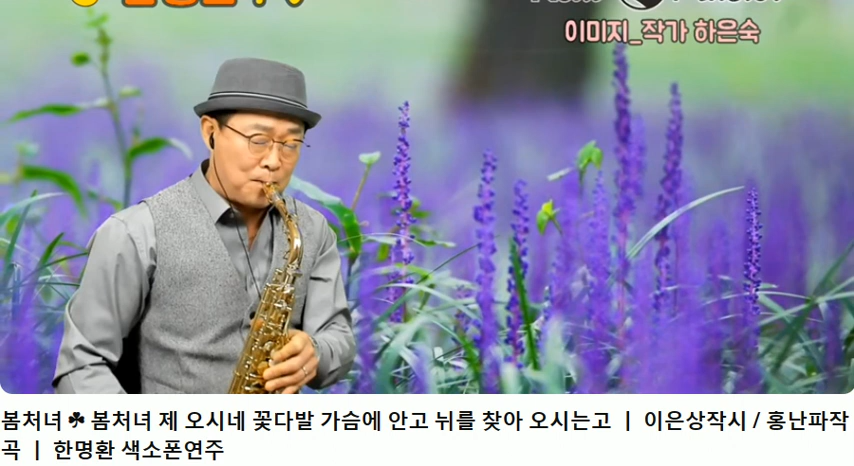 이미지_작가 하은숙
봄처녀 ☘ 봄처녀 제 오시네 꽃다발 가슴에 안고 뉘를 찾아 오시는고 ㅣ 이은상작시 / 홍난파작
곡 ㅣ 한명환 색소폰연주